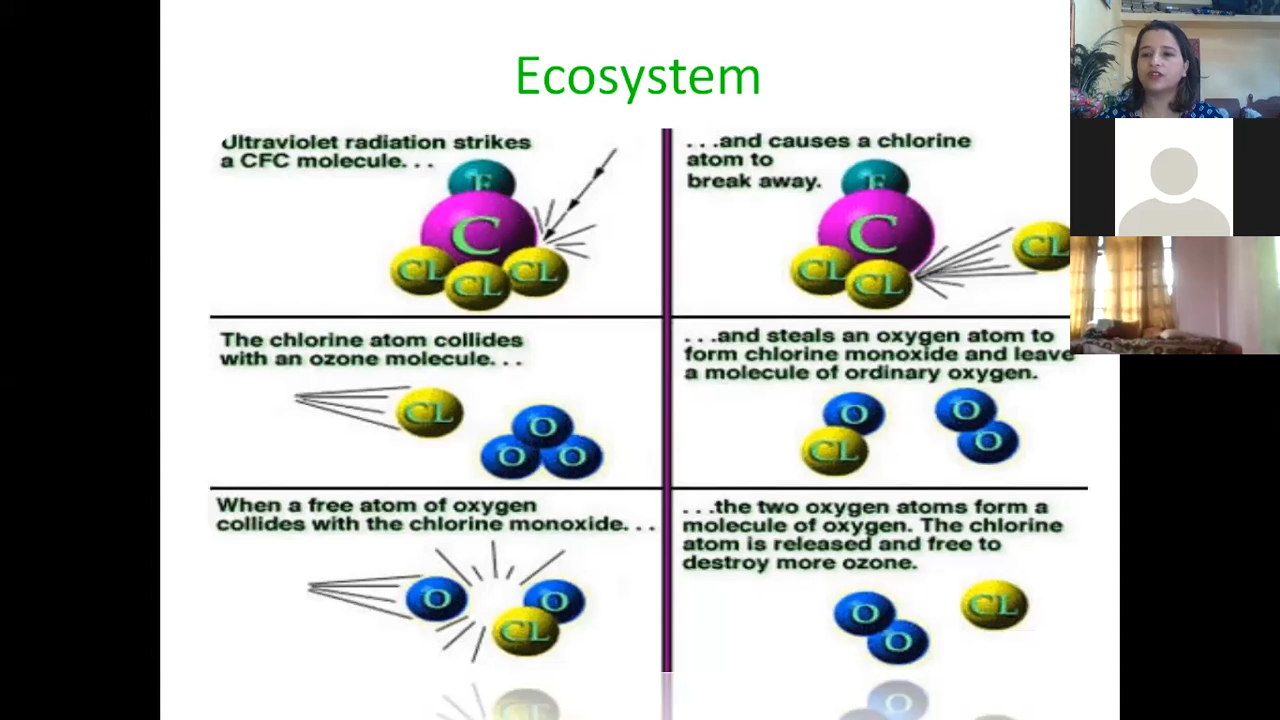 Ecosystem
Ultraviolet radiation strikes
a CFC molecule. . .
F
C
CL
CL
CL
. . .and causes a chlorine
atom to
break away.
F
C
CL
CL
CL
The chlorine atom collides
with an ozone molecule. . .
CL
O
O
O
. . .and steals an oxygen atom to
form chlorine monoxide and leave
a molecule of ordinary oxygen.
O
CL
O
O
When a free atom of oxygen
collides with the chlorine monoxide. . .
O
O
CL
. . .the two oxygen atoms form a
molecule of oxygen. The chlorine
atom is released and free to
destroy more ozone.
O
O
CL